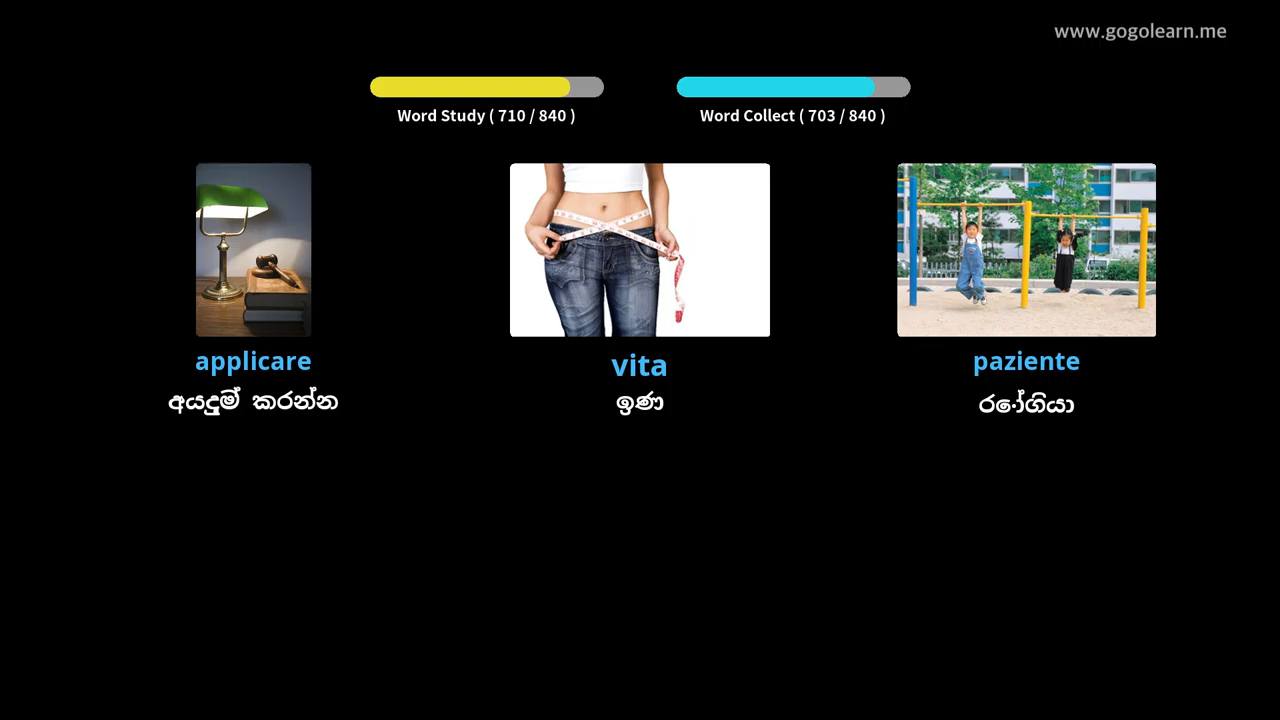 www.gogolearn.me
Word Study ( 710 / 840 )
Word Collect ( 703 / 840 )
applicare
අයදුම් කරන්න
vita
ඉණ
paziente
රෝගියා